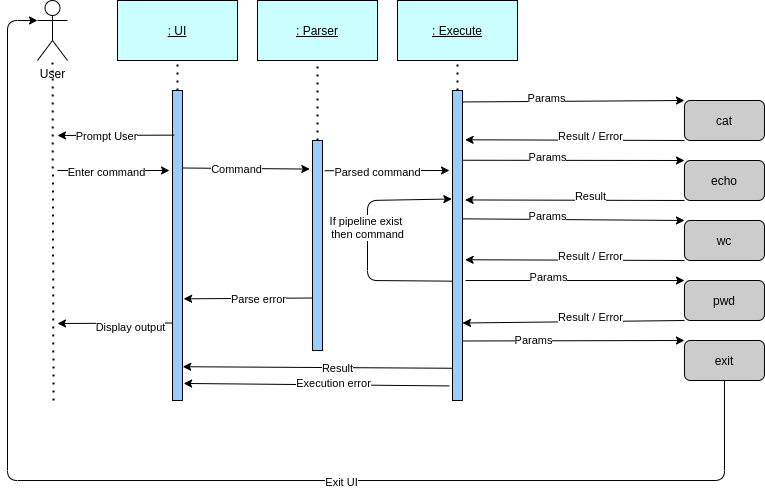 : UI
: Parser
: Execute
User
Params
cat
Prompt User
Result / Error
Params
Enter command
Command
Parsed command
echo
Result
Params
If pipeline exist
then command
wc
Result / Error
Params
Parse error
pwd
Result / Error
Display output
Params
exit
Result
Execution error
Exit UI